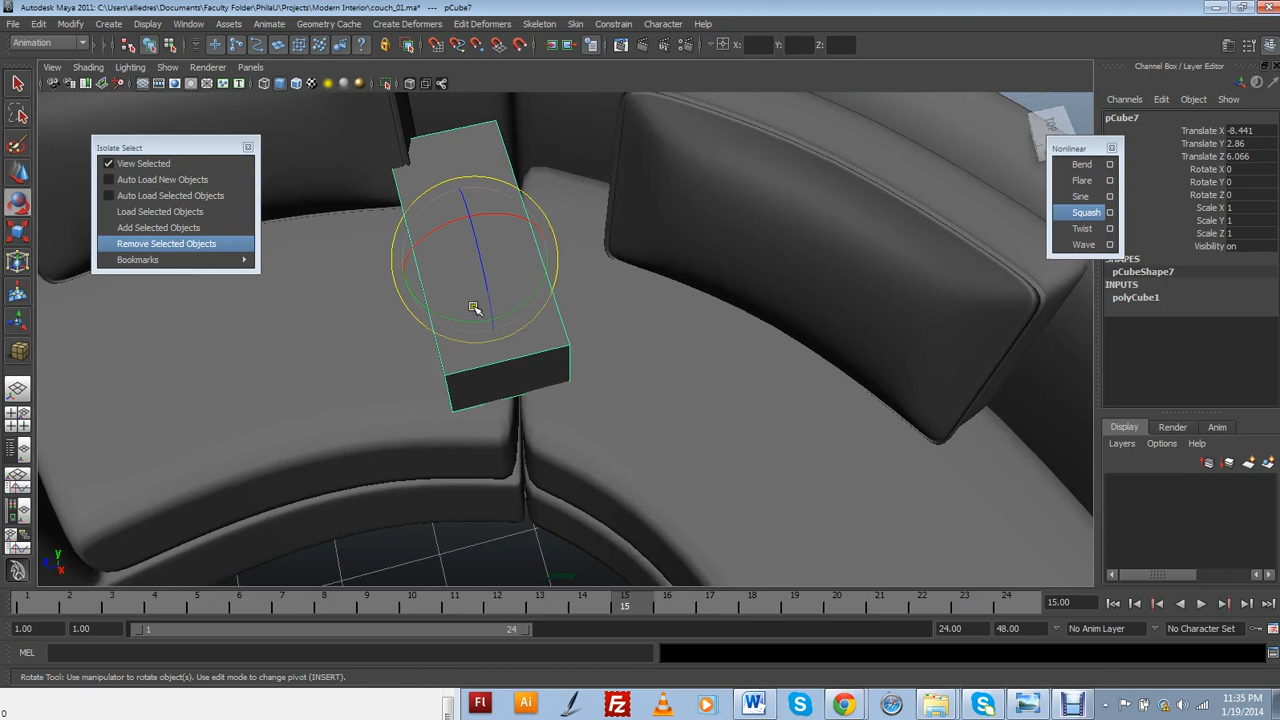 Autodesk Maya 2011: C:\Users\alliedres\Documents\Faculty Folder\PhilaU\Projects\Modern Interior\couch_01.ma* --- pCube7
File Edit Modify Create Display Window Assets Animate Geometry Cache Create Deformers Edit Deformers Skeleton Skin Constrain Character Help
Animation X: Y: Z:
View Shading Lighting Show Renderer Panels
Channel Box / Layer Editor
Channels Edit Object Show
pCube7
Translate X -8.441
Translate Y 2.86
Translate Z 6.066
Rotate X 0
Rotate Y 0
Rotate Z 0
Scale X 1
Scale Y 1
Scale Z 1
Visibility on
SHAPES
pCubeShape7
INPUTS
polyCube1
Isolate Select
View Selected
Auto Load New Objects
Auto Load Selected Objects
Load Selected Objects
Add Selected Objects
Remove Selected Objects
Bookmarks
Nonlinear
Bend
Flare
Sine
Squash
Twist
Wave
TOP
y
x
persp
Display Render Anim
Layers Options Help
1 2 3 4 5 6 7 8 9 10 11 12 13 14 15 16 17 18 19 20 21 22 23 24
15
15.00
1.00 1.00 1 24 24.00 48.00 No Anim Layer No Character Set
MEL
Rotate Tool: Use manipulator to rotate object(s). Use edit mode to change pivot (INSERT).
Fl Ai Fz W S S
11:35 PM
1/19/2014
0